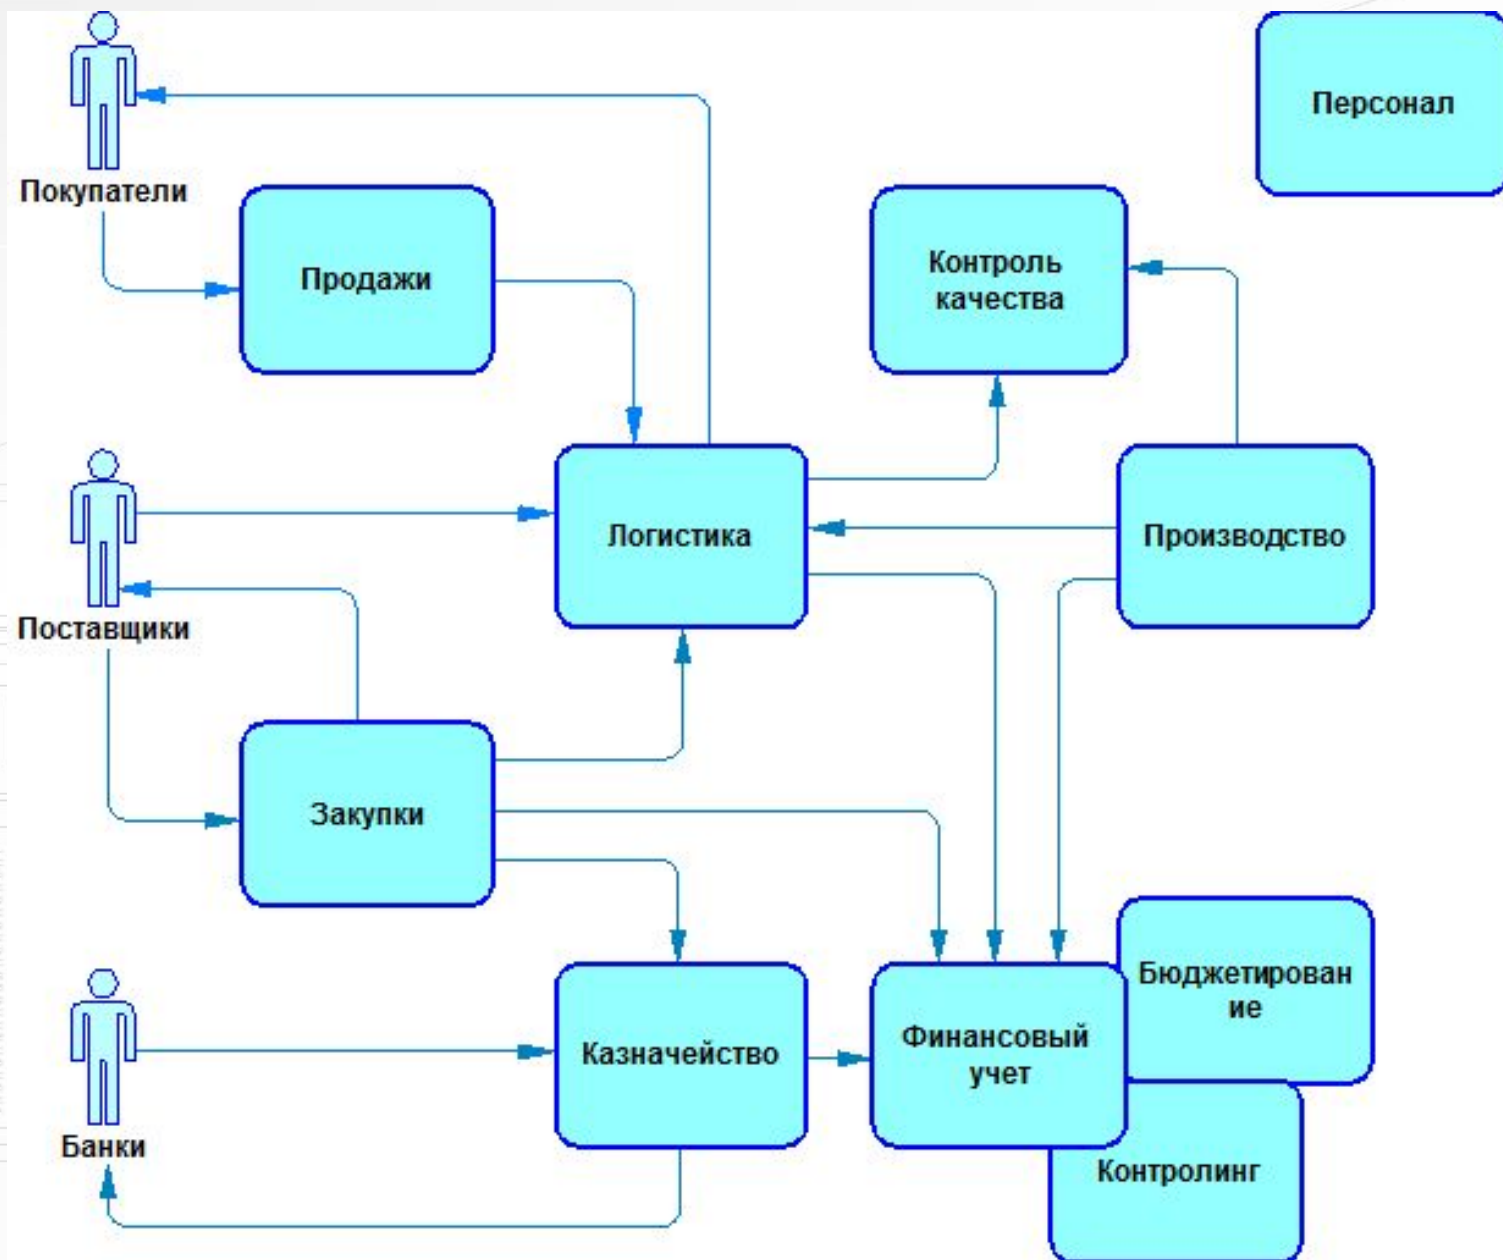 Персонал
Покупатели
Продажи
Контроль
качества
Логистика
Производство
Поставщики
Закупки
Бюджетирован
ие
Финансовый
учет
Казначейство
Банки
Контролинг